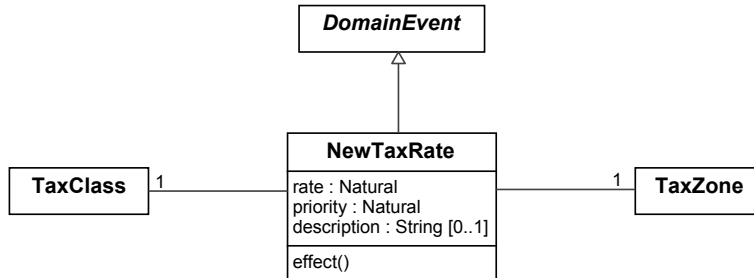 DomainEvent
NewTaxRate
TaxClass
1
rate : Natural
priority : Natural
description : String [0..1]
effect()
1
TaxZone